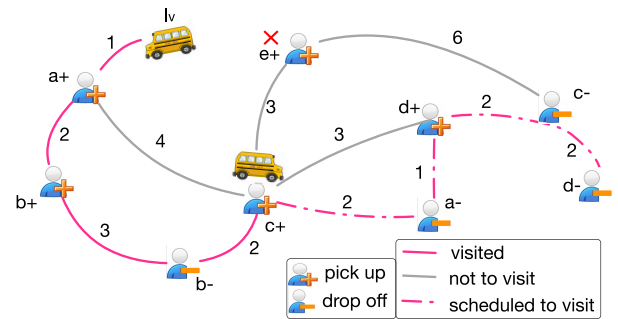 lv
1
6
e+
a+
c-
d+
2
3
3
2
4
2
b+
1
d-
2
a-
3
c+
2
b-
visited
pick up
not to visit
drop off
scheduled to visit